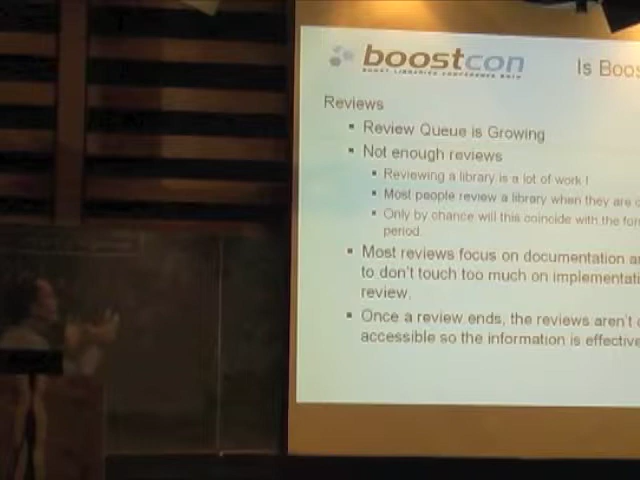 boostcon
Is Boos
Reviews
Review Queue is Growing
Not enough reviews
Reviewing a library is a lot of work !
Most people review a library when they are
Only by chance will this coincide with the
period.
Most reviews focus on documentation
to don't touch too much on implementat
review.
Once a review ends, the reviews aren't
accessible so the information is effective